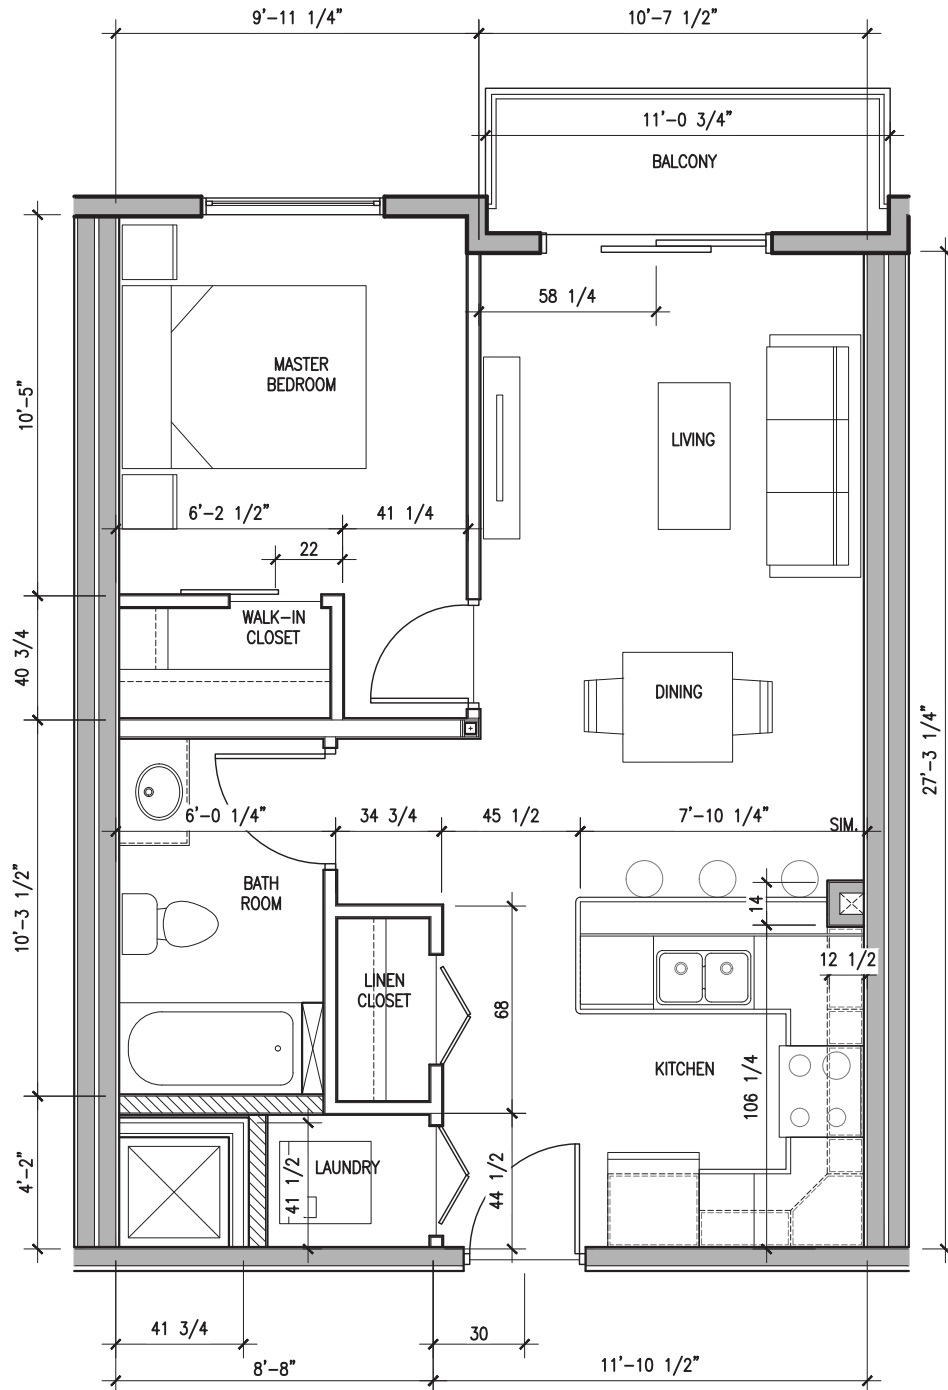 9'-11 1/4"
10'-7 1/2"
11'-0 3/4"
BALCONY
58 1/4
MASTER
BEDROOM
10'-5"
LIVING
6'-2 1/2"
41 1/4
22
WALK-IN
CLOSET
40 3/4
DINING
27'-3 1/4"
6'-0 1/4"
34 3/4
45 1/2
7'-10 1/4"
SIM.
BATH
ROOM
10'-3 1/2"
14
12 1/2
LINEN
CLOSET
68
KITCHEN
106 1/4
4'-2"
41 1/2
LAUNDRY
44 1/2
41 3/4
30
8'-8"
11'-10 1/2"